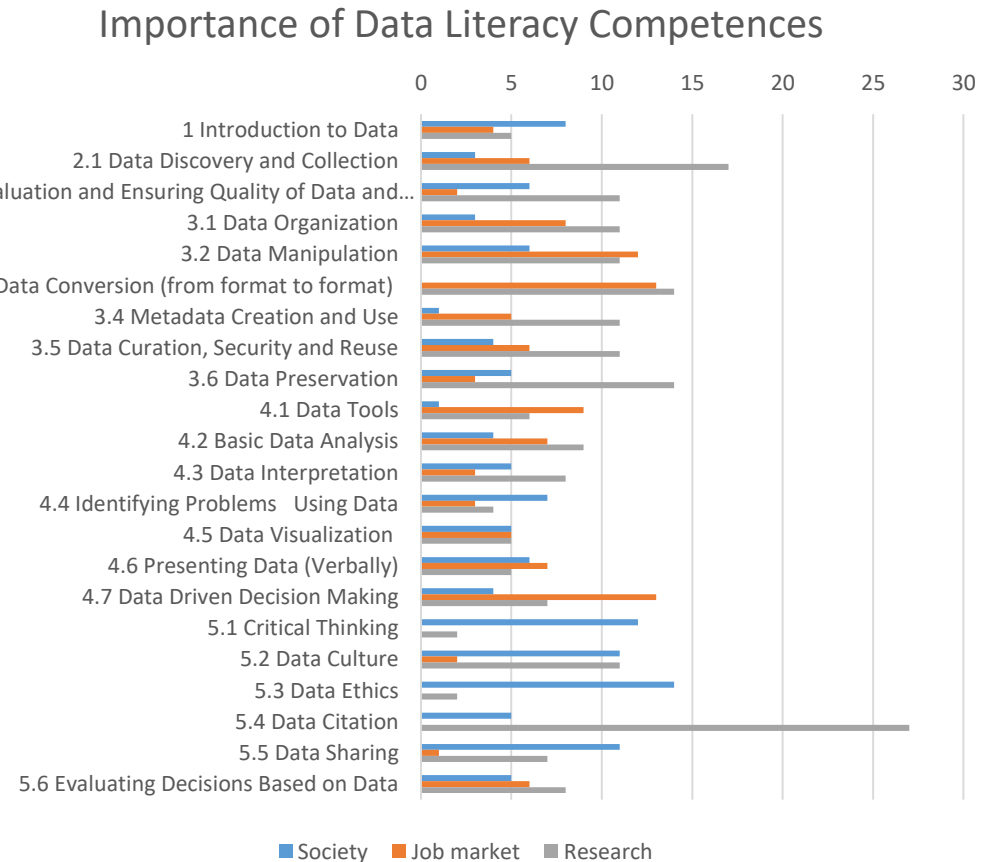 Importance of Data Literacy Competences
0 5 10 15 20 25 30
1 Introduction to Data
2.1 Data Discovery and Collection
aluation and Ensuring Quality of Data and…
3.1 Data Organization
3.2 Data Manipulation
Data Conversion (from format to format)
3.4 Metadata Creation and Use
3.5 Data Curation, Security and Reuse
3.6 Data Preservation
4.1 Data Tools
4.2 Basic Data Analysis
4.3 Data Interpretation
4.4 Identifying Problems Using Data
4.5 Data Visualization
4.6 Presenting Data (Verbally)
4.7 Data Driven Decision Making
5.1 Critical Thinking
5.2 Data Culture
5.3 Data Ethics
5.4 Data Citation
5.5 Data Sharing
5.6 Evaluating Decisions Based on Data
Society Job market Research